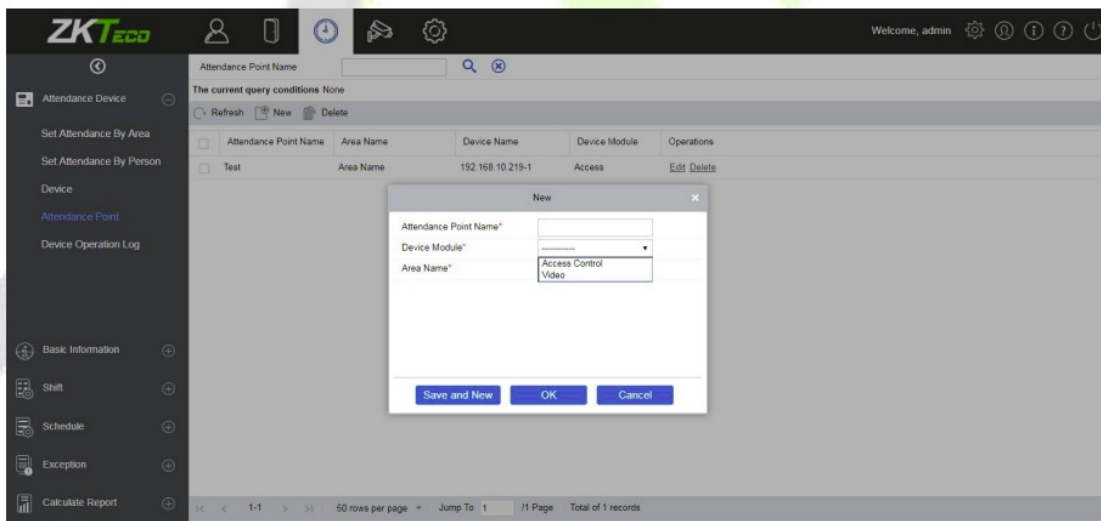 ZKTeco
Welcome, admin
Attendance Point Name
The current query conditions None
Attendance Device
Refresh New Delete
Set Attendance By Area
Attendance Point Name Area Name Device Name Device Module Operations
Set Attendance By Person
Test Area Name 192.168.10.219-1 Access Edit Delete
Device
New
Attendance Point
Attendance Point Name*
Device Operation Log
Device Module* -----------
Area Name*
Access Control
Video
Basic Information
Shift
Save and New OK Cancel
Schedule
Exception
Calculate Report
1-1 50 rows per page Jump To 1 /1 Page Total of 1 records